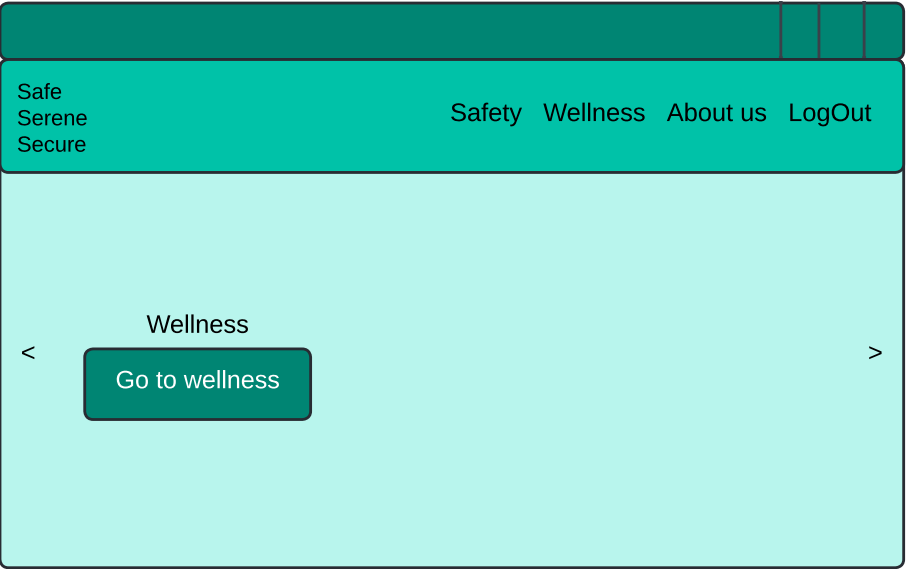 Safe
Serene
Secure
Safety Wellness About us LogOut
Wellness
< >
Go to wellness